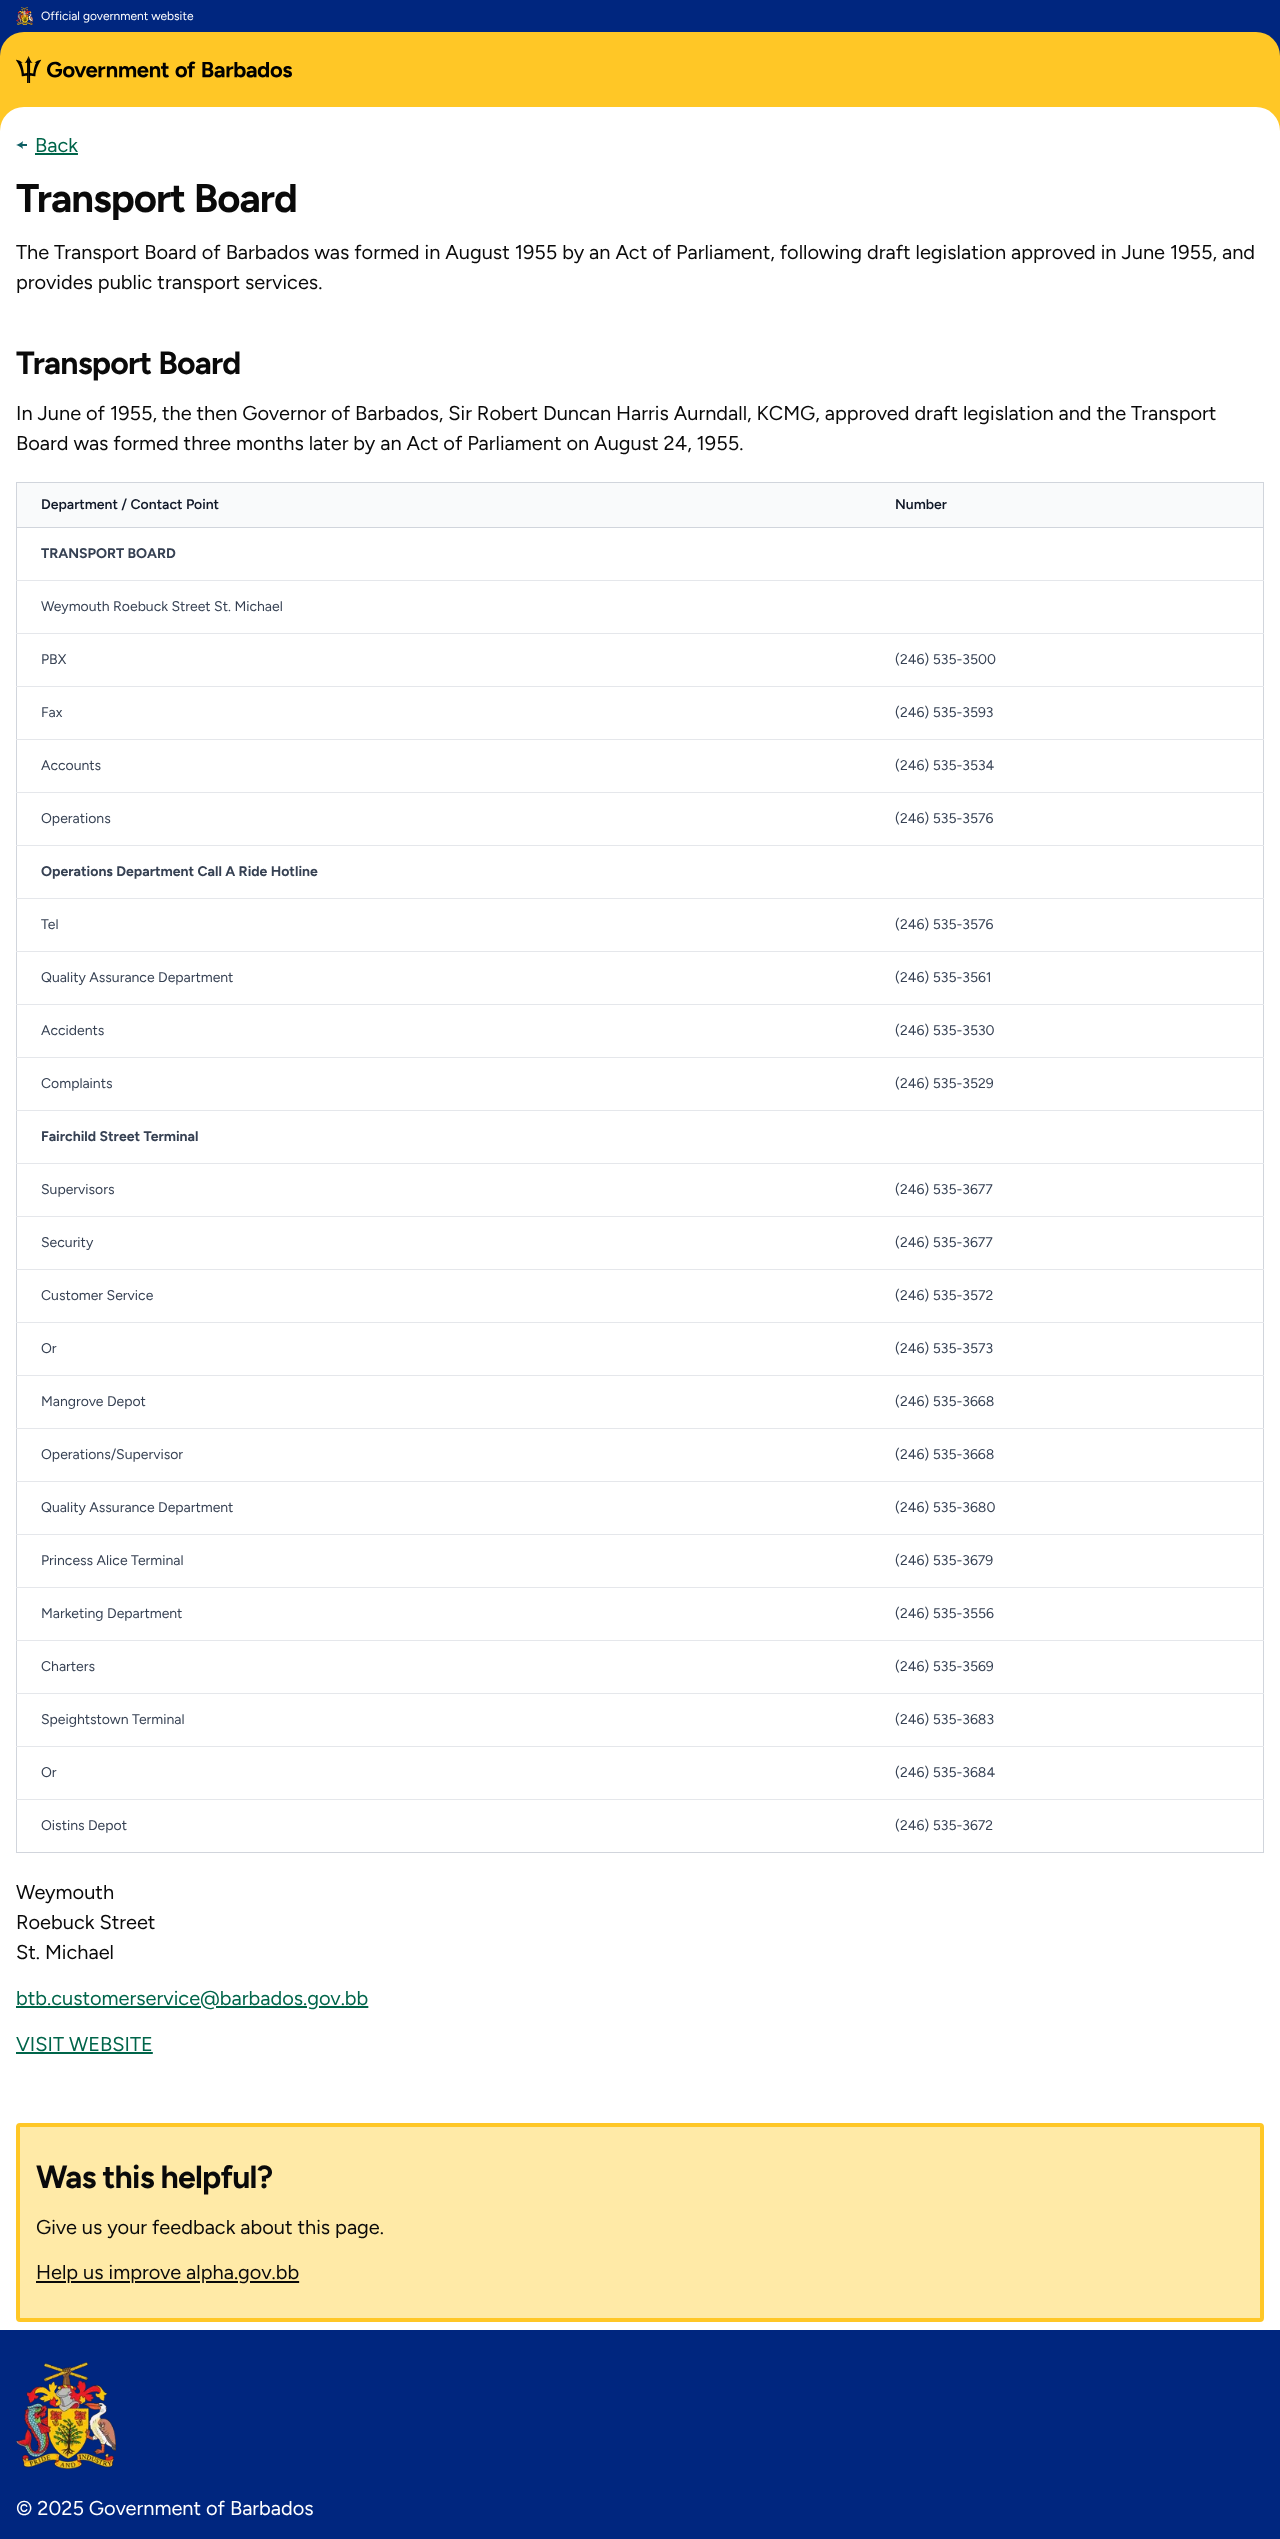 Official government website
Government of Barbados
Back
Transport Board
The Transport Board of Barbados was formed in August 1955 by an Act of Parliament, following draft legislation approved in June 1955, and
provides public transport services.
Transport Board
In June of 1955, the then Governor of Barbados, Sir Robert Duncan Harris Aurndall, KCMG, approved draft legislation and the Transport
Board was formed three months later by an Act of Parliament on August 24, 1955.
Department / Contact Point Number
TRANSPORT BOARD
Weymouth Roebuck Street St. Michael
PBX (246) 535-3500
Fax (246) 535-3593
Accounts (246) 535-3534
Operations (246) 535-3576
Operations Department Call A Ride Hotline
Tel (246) 535-3576
Quality Assurance Department (246) 535-3561
Accidents (246) 535-3530
Complaints (246) 535-3529
Fairchild Street Terminal
Supervisors (246) 535-3677
Security (246) 535-3677
Customer Service (246) 535-3572
Or (246) 535-3573
Mangrove Depot (246) 535-3668
Operations/Supervisor (246) 535-3668
Quality Assurance Department (246) 535-3680
Princess Alice Terminal (246) 535-3679
Marketing Department (246) 535-3556
Charters (246) 535-3569
Speightstown Terminal (246) 535-3683
Or (246) 535-3684
Oistins Depot (246) 535-3672
Weymouth
Roebuck Street
St. Michael
btb.customerservice@barbados.gov.bb
VISIT WEBSITE
Was this helpful?
Give us your feedback about this page.
Help us improve alpha.gov.bb
PRIDE AND INDUSTRY
© 2025 Government of Barbados